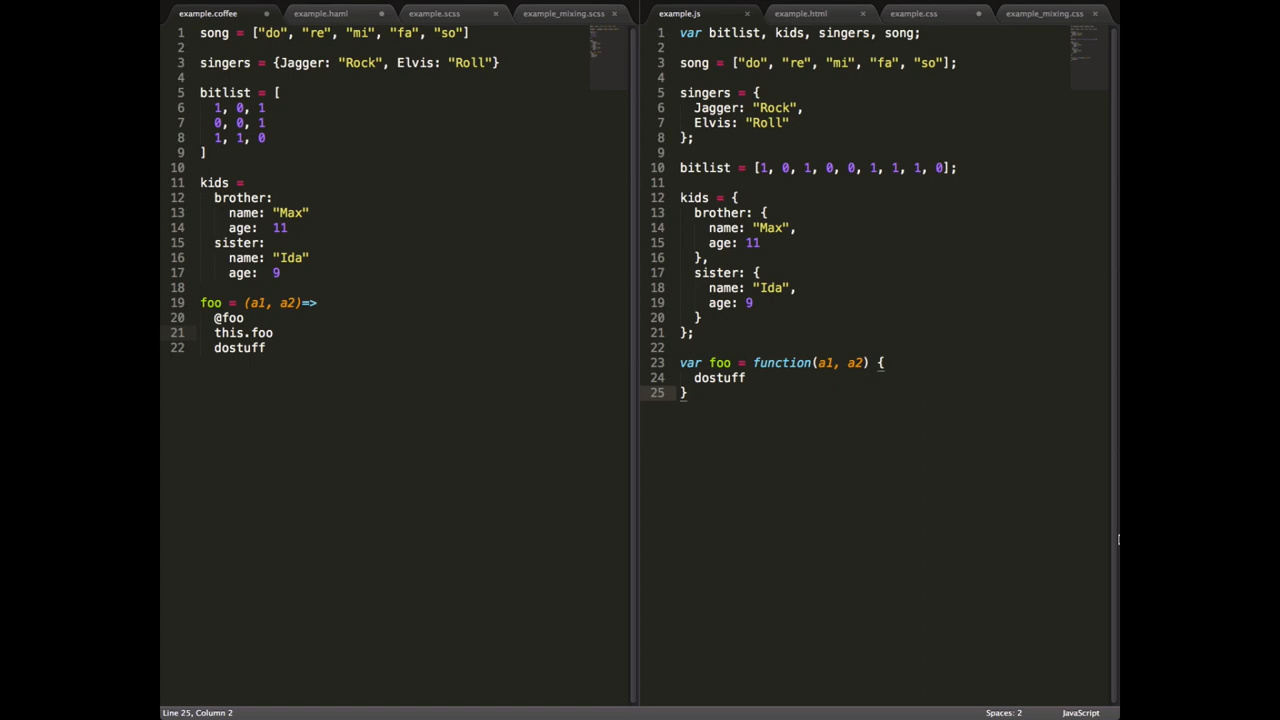 example.coffee example.haml example.scss example_mixing.scss
1 song = ["do", "re", "mi", "fa", "so"]
2
3 singers = {Jagger: "Rock", Elvis: "Roll"}
4
5 bitlist = [
6 1, 0, 1
7 0, 0, 1
8 1, 1, 0
9 ]
10
11 kids =
12 brother:
13 name: "Max"
14 age: 11
15 sister:
16 name: "Ida"
17 age: 9
18
19 foo = (a1, a2)=>
20 @foo
21 this.foo
22 dostuff
example.js example.html example.css example_mixing.css
1 var bitlist, kids, singers, song;
2
3 song = ["do", "re", "mi", "fa", "so"];
4
5 singers = {
6 Jagger: "Rock",
7 Elvis: "Roll"
8 };
9
10 bitlist = [1, 0, 1, 0, 0, 1, 1, 1, 0];
11
12 kids = {
13 brother: {
14 name: "Max",
15 age: 11
16 },
17 sister: {
18 name: "Ida",
19 age: 9
20 }
21 };
22
23 var foo = function(a1, a2) {
24 dostuff
25 }
Line 25, Column 2 Spaces: 2 JavaScript